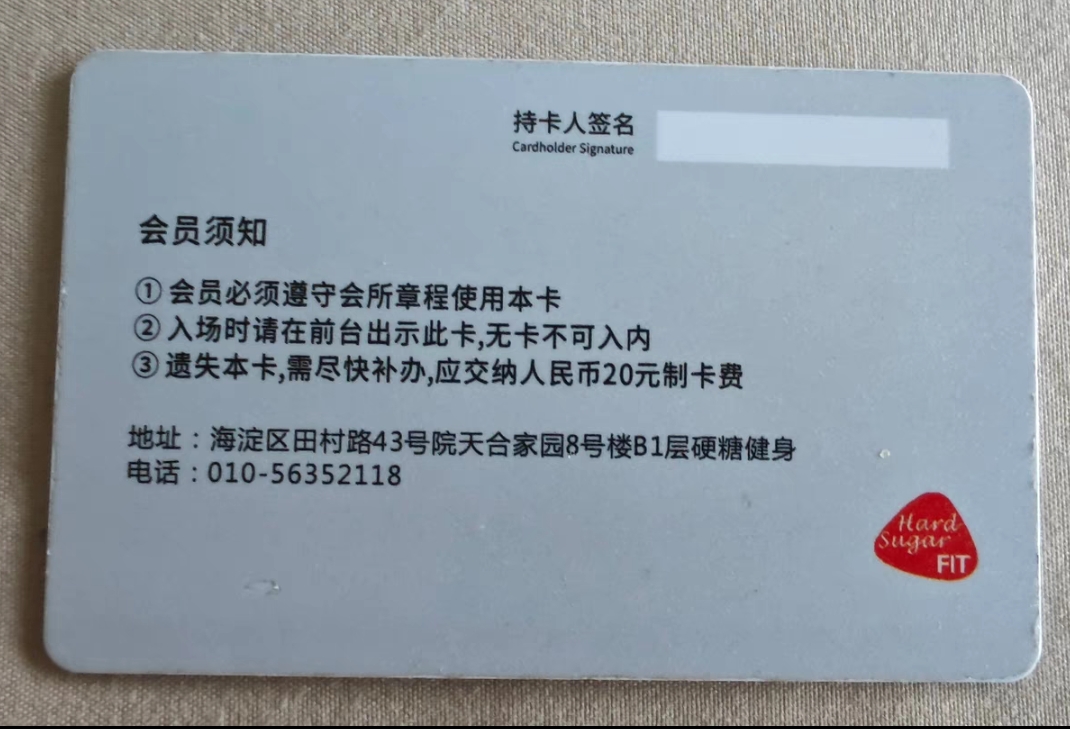 持卡人签名
Cardholder Signature
会员须知
① 会员必须遵守会所章程使用本卡
② 入场时请在前台出示此卡,无卡不可入内
③ 遗失本卡,需尽快补办,应交纳人民币20元制卡费
地址：海淀区田村路43号院天合家园8号楼B1层硬糖健身
电话：010-56352118
Hard
Sugar
FIT